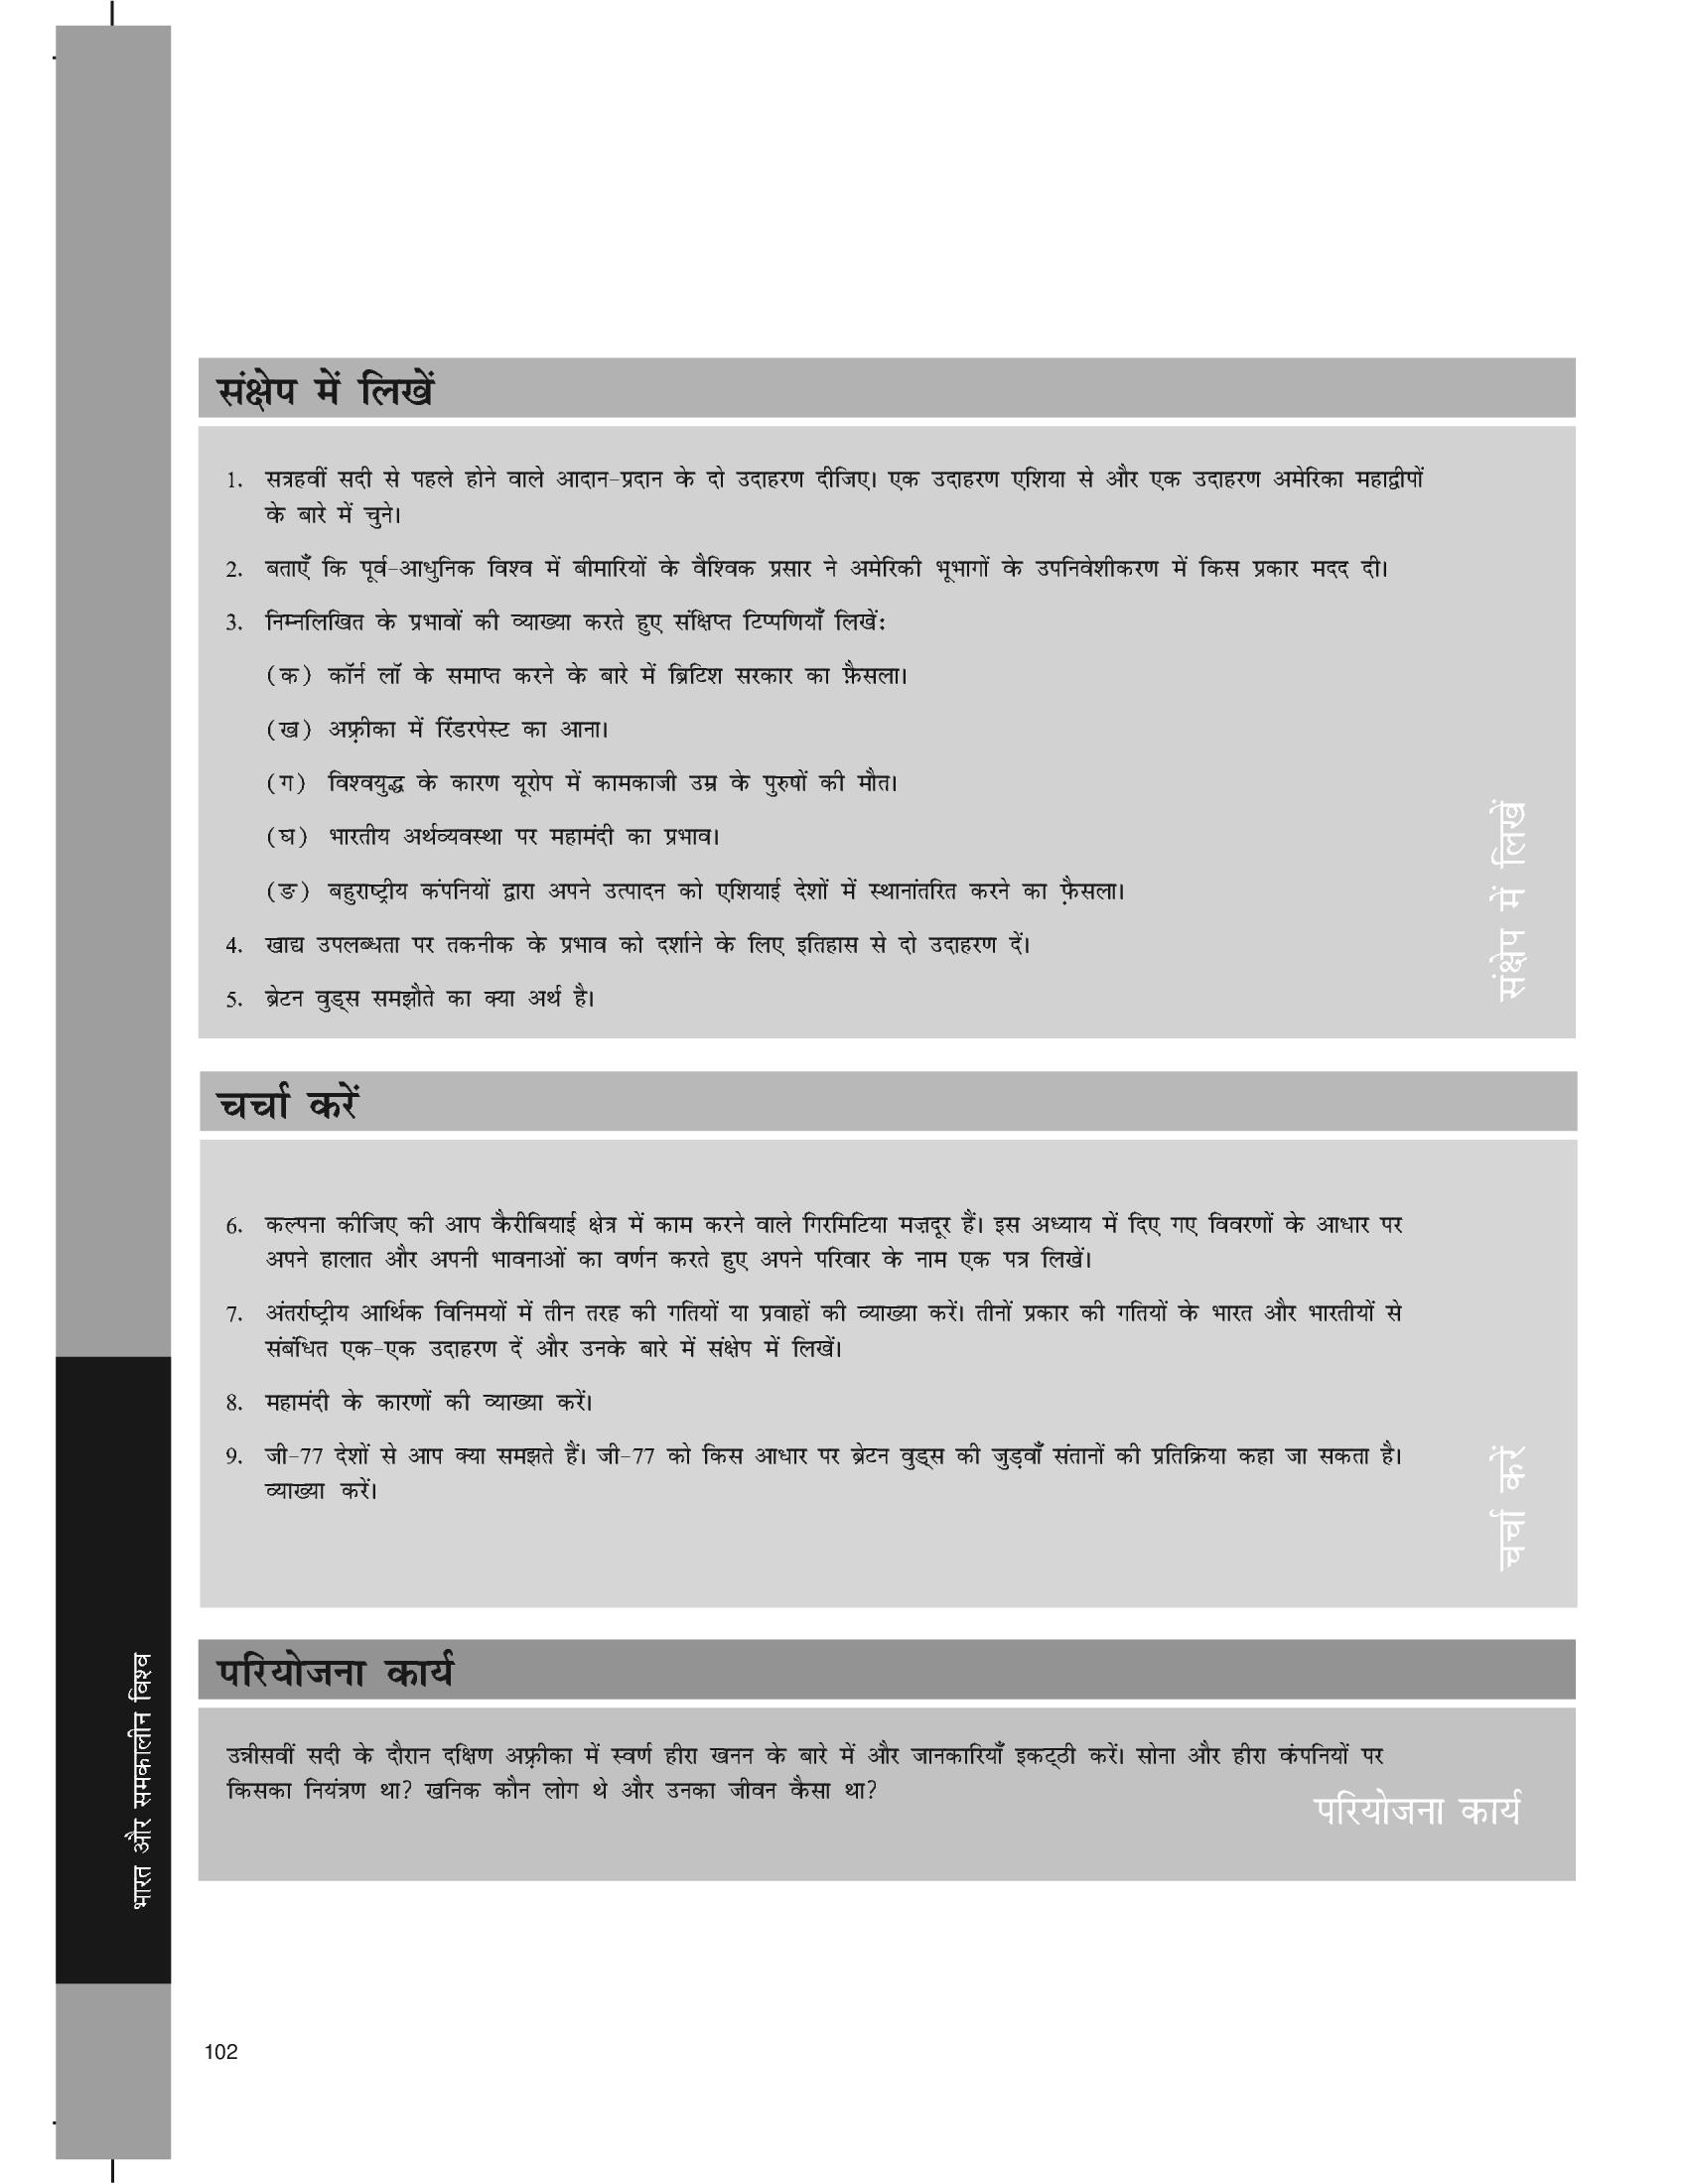 संक्षेप में लिखें
1. सत्रहवीं सदी से पहले होने वाले आदान-प्रदान के दो उदाहरण दीजिए। एक उदाहरण एशिया से और एक उदाहरण अमेरिका महाद्वीपों
के बारे में चुने।
2. बताएँ कि पूर्व-आधुनिक विश्व में बीमारियों के वैश्विक प्रसार ने अमेरिकी भूभागों के उपनिवेशीकरण में किस प्रकार मदद दी।
3. निम्नलिखित के प्रभावों की व्याख्या करते हुए संक्षिप्त टिप्पणियाँ लिखें:
(क) कॉर्न लॉ के समाप्त करने के बारे में ब्रिटिश सरकार का फ़ैसला।
(ख) अफ़्रीका में रिंडरपेस्ट का आना।
(ग) विश्वयुद्ध के कारण यूरोप में कामकाजी उम्र के पुरुषों की मौत।
(घ) भारतीय अर्थव्यवस्था पर महामंदी का प्रभाव।
(ङ) बहुराष्ट्रीय कंपनियों द्वारा अपने उत्पादन को एशियाई देशों में स्थानांतरित करने का फ़ैसला।
4. खाद्य उपलब्धता पर तकनीक के प्रभाव को दर्शाने के लिए इतिहास से दो उदाहरण दें।
5. ब्रेटन वुड्स समझौते का क्या अर्थ है।
संक्षेप में लिखें
चर्चा करें
6. कल्पना कीजिए की आप कैरीबियाई क्षेत्र में काम करने वाले गिरमिटिया मज़दूर हैं। इस अध्याय में दिए गए विवरणों के आधार पर
अपने हालात और अपनी भावनाओं का वर्णन करते हुए अपने परिवार के नाम एक पत्र लिखें।
7. अंतर्राष्ट्रीय आर्थिक विनिमयों में तीन तरह की गतियों या प्रवाहों की व्याख्या करें। तीनों प्रकार की गतियों के भारत और भारतीयों से
संबंधित एक-एक उदाहरण दें और उनके बारे में संक्षेप में लिखें।
8. महामंदी के कारणों की व्याख्या करें।
9. जी-77 देशों से आप क्या समझते हैं। जी-77 को किस आधार पर ब्रेटन वुड्स की जुड़वाँ संतानों की प्रतिक्रिया कहा जा सकता है।
व्याख्या करें।
चर्चा करें
परियोजना कार्य
उन्नीसवीं सदी के दौरान दक्षिण अफ़्रीका में स्वर्ण हीरा खनन के बारे में और जानकारियाँ इकट्ठी करें। सोना और हीरा कंपनियों पर
किसका नियंत्रण था? खनिक कौन लोग थे और उनका जीवन कैसा था?
परियोजना कार्य
भारत और समकालीन विश्व
102